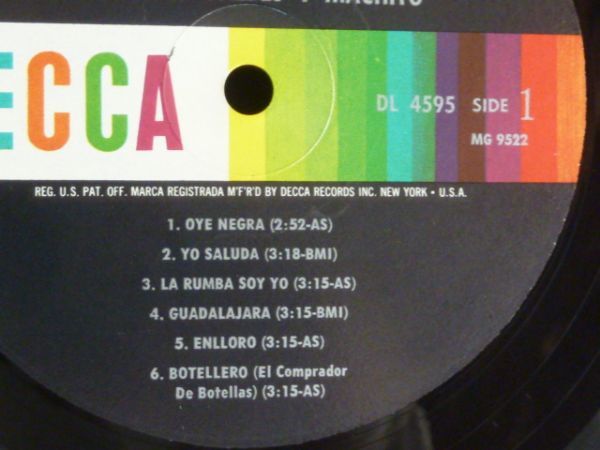 Y MACHITO
ECCA
DL 4595 SIDE 1
MG 9522
REG. U.S. PAT. OFF. MARCA REGISTRADA M'F'R'D BY DECCA RECORDS INC. NEW YORK • U.S.A.
1. OYE NEGRA (2:52-AS)
2. YO SALUDA (3:18-BMI)
3. LA RUMBA SOY YO (3:15-AS)
4. GUADALAJARA (3:15-BMI)
5. ENLLORO (3:15-AS)
6. BOTELLERO (El Comprador
De Botellas) (3:15-AS)